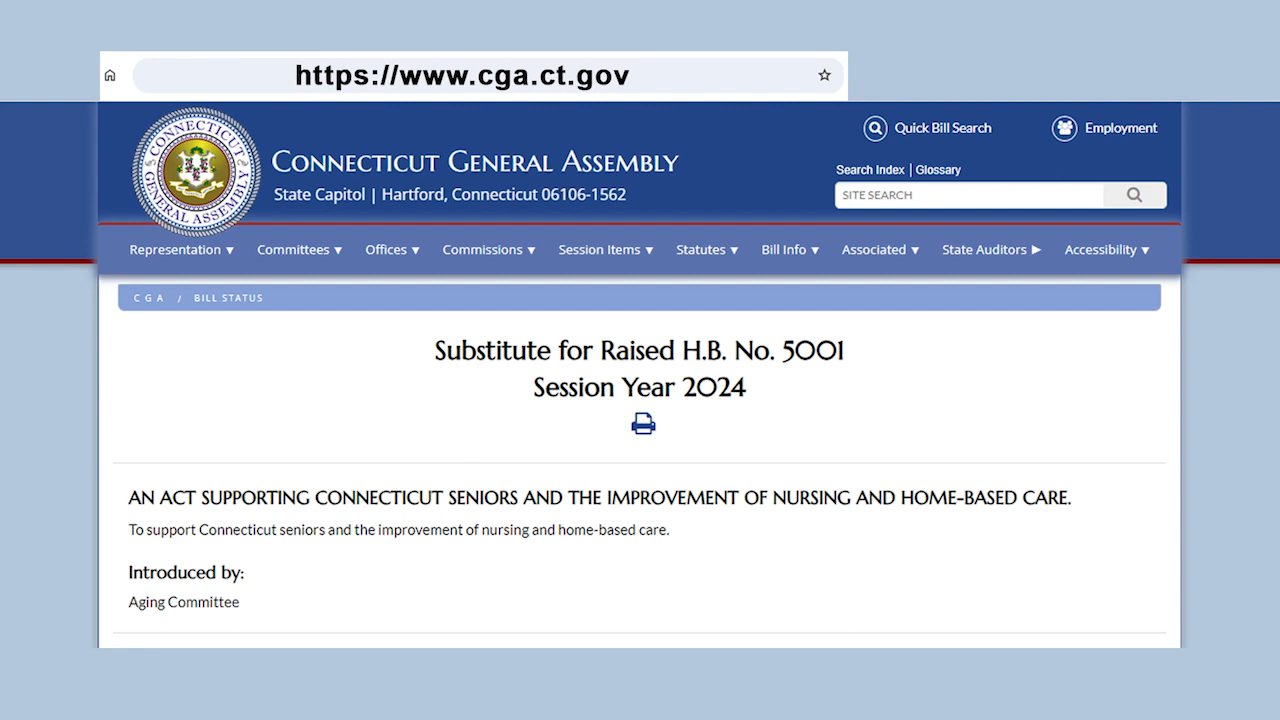 https://www.cga.ct.gov
CONNECTICUT GENERAL ASSEMBLY
Connecticut General Assembly
State Capitol | Hartford, Connecticut 06106-1562
Quick Bill Search
Employment
Search Index | Glossary
SITE SEARCH
Representation ▼ Committees ▼ Offices ▼ Commissions ▼ Session Items ▼ Statutes ▼ Bill Info ▼ Associated ▼ State Auditors ► Accessibility ▼
CGA / BILL STATUS
Substitute for Raised H.B. No. 5001
Session Year 2024
AN ACT SUPPORTING CONNECTICUT SENIORS AND THE IMPROVEMENT OF NURSING AND HOME-BASED CARE.
To support Connecticut seniors and the improvement of nursing and home-based care.
Introduced by:
Aging Committee